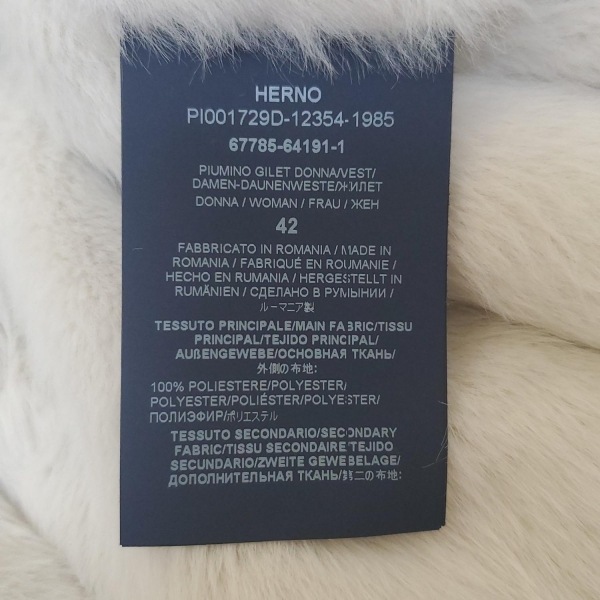 HERNO
PI001729D-12354-1985
67785-64191-1
PIUMINO GILET DONNA/VEST/
DAMEN-DAUNENWESTE/ЖИЛЕТ
DONNA / WOMAN / FRAU / ЖЕН
42
FABBRICATO IN ROMANIA / MADE IN
ROMANIA / FABRIQUÉ EN ROUMANIE /
HECHO EN RUMANIA / HERGESTELLT IN
RUMÄNIEN / СДЕЛАНО В РУМЫНИИ /
ルーマニア製
TESSUTO PRINCIPALE/MAIN FABRIC/TISSU
PRINCIPAL/TEJIDO PRINCIPAL/
AUßENGEWEBE/ОСНОВНАЯ ТКАНЬ/
外側の布地:
100% POLIESTERE/POLYESTER/
POLYESTER/POLIÉSTER/POLYESTER/
ПОЛИЭФИР/ポリエステル
TESSUTO SECONDARIO/SECONDARY
FABRIC/TISSU SECONDAIRE/TEJIDO
SECUNDARIO/ZWEITE GEWEBELAGE/
ДОПОЛНИТЕЛЬНАЯ ТКАНЬ/第二の布地: